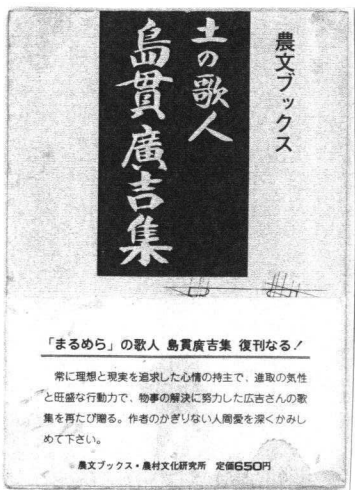 農文ブックス
土の歌人
島貫廣吉集
「まるめら」の歌人 島貫廣吉集 復刊なる！
常に理想と現実を追求した心情の持主で、進取の気性
と旺盛な行動力で、物事の解決に努力した広吉さんの歌
集を再たび贈る。作者のかぎりない人間愛を深くかみし
めて下さい。
農文ブックス・農村文化研究所 定価650円